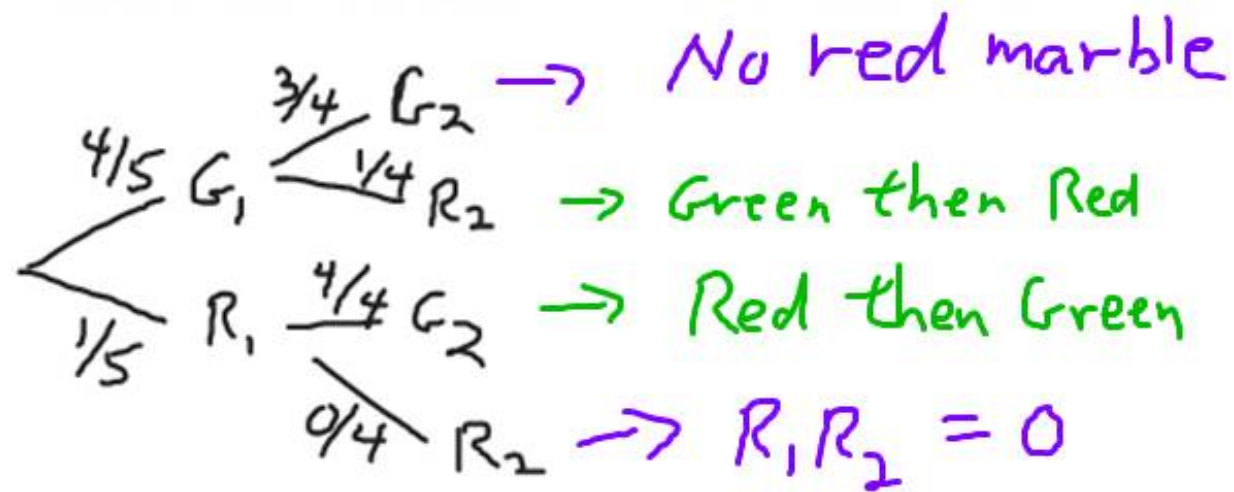 3/4 G₂ → No red marble
4/5 G₁ 1/4 R₂ → Green then Red
1/5 R₁ 4/4 G₂ → Red then Green
0/4 R₂ → R₁R₂ = 0